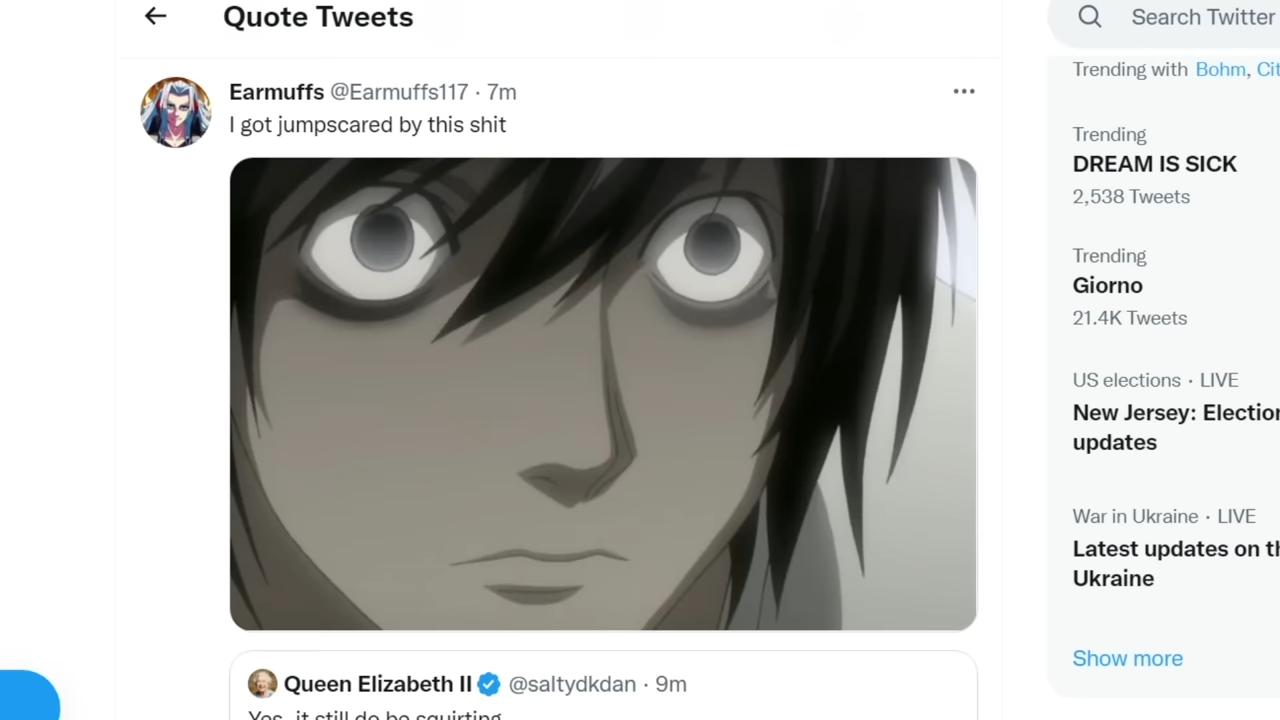 Quote Tweets
Search Twitter
Earmuffs @Earmuffs117 · 7m
I got jumpscared by this shit
Queen Elizabeth II @saltydkdan · 9m
Yes, it still do be squirting
Trending with Bohm, Cit
Trending
DREAM IS SICK
2,538 Tweets
Trending
Giorno
21.4K Tweets
US elections · LIVE
New Jersey: Election
updates
War in Ukraine · LIVE
Latest updates on th
Ukraine
Show more